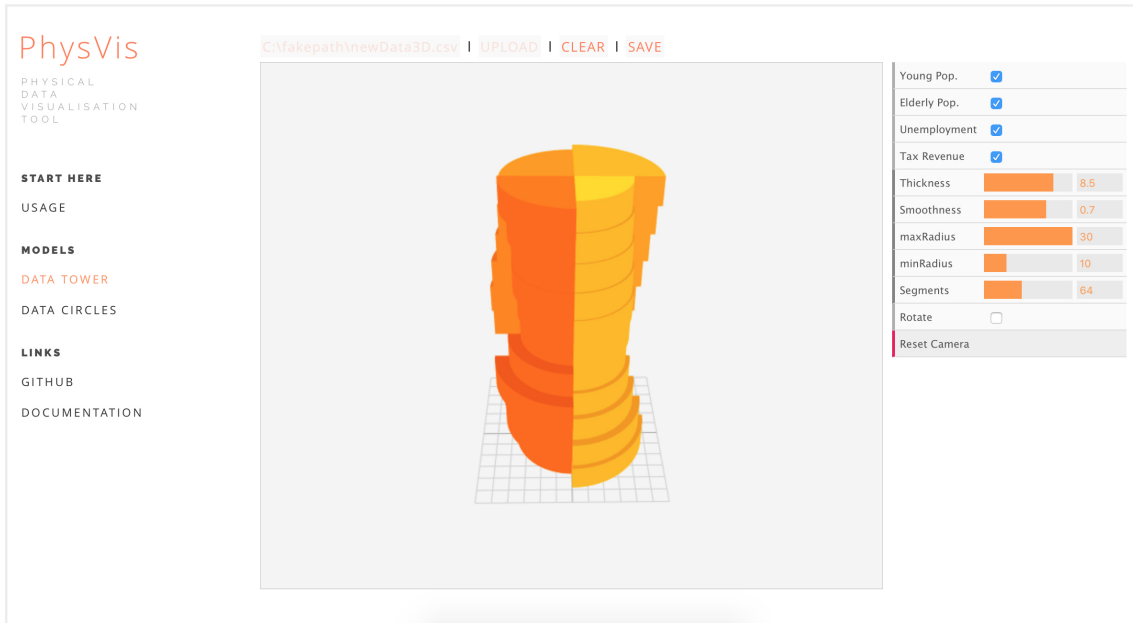 PhysVis
PHYSICAL
DATA
VISUALISATION
TOOL
START HERE
USAGE
MODELS
DATA TOWER
DATA CIRCLES
LINKS
GITHUB
DOCUMENTATION
C:\fakepath\newData3D.csv | UPLOAD | CLEAR | SAVE
Young Pop.
Elderly Pop.
Unemployment
Tax Revenue
Thickness 8.5
Smoothness 0.7
maxRadius 30
minRadius 10
Segments 64
Rotate
Reset Camera